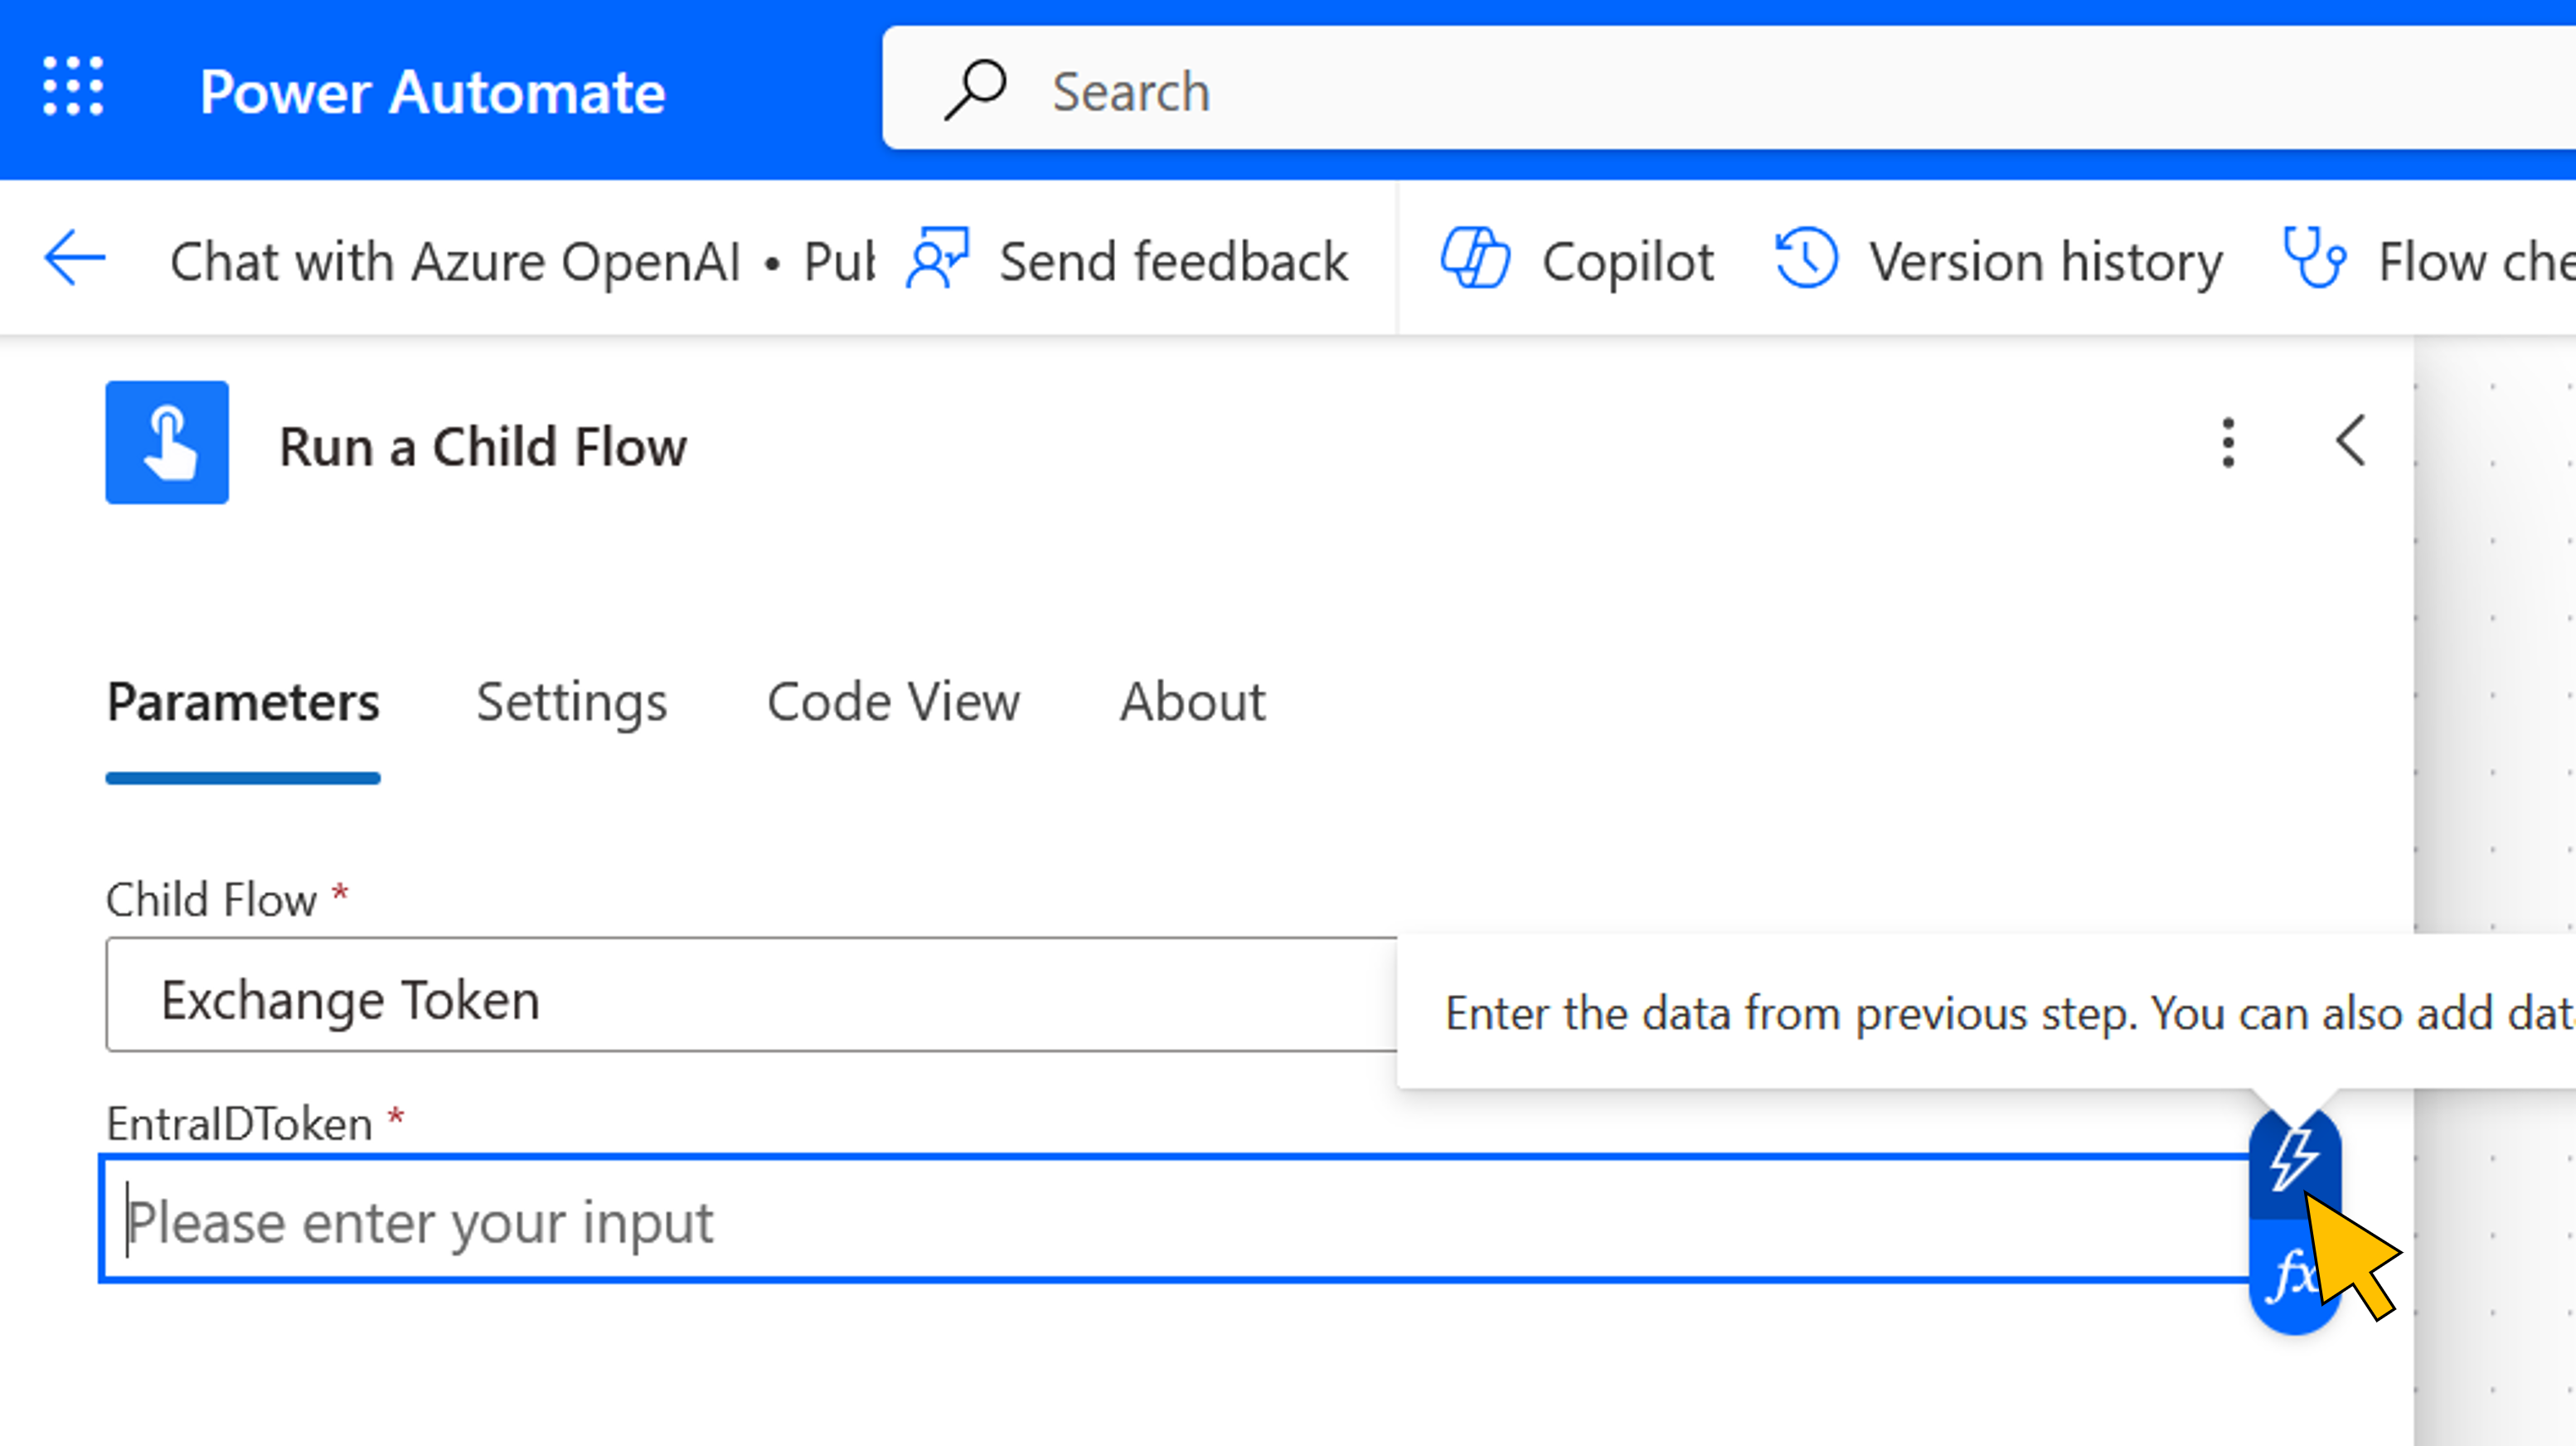 Power Automate
Search
Chat with Azure OpenAI • Pub
Send feedback
Copilot
Version history
Flow che
Run a Child Flow
Parameters
Settings
Code View
About
Child Flow *
Exchange Token
Enter the data from previous step. You can also add dat
EntraIDToken *
Please enter your input
fx